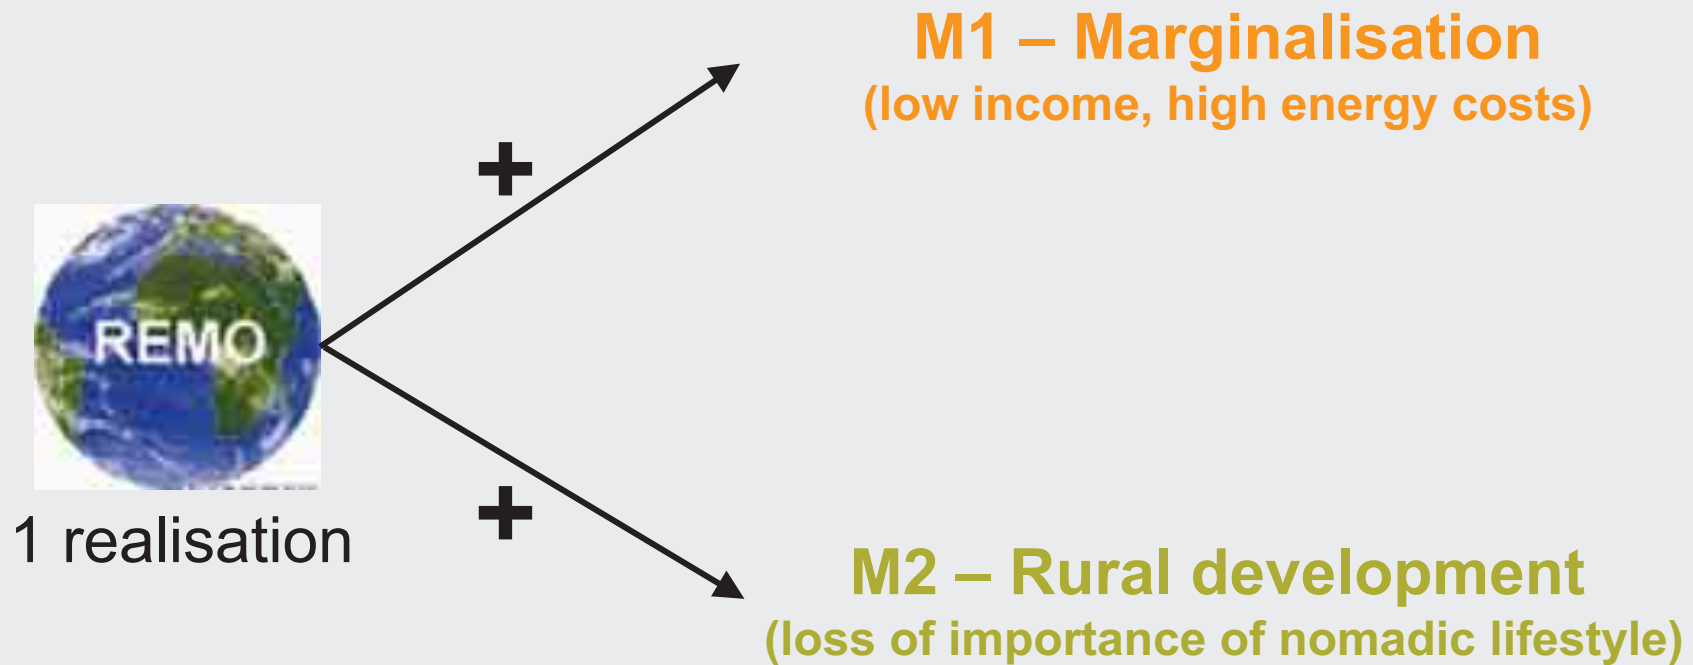 M1 – Marginalisation
(low income, high energy costs)
+
REMO
+
1 realisation
M2 – Rural development
(loss of importance of nomadic lifestyle)